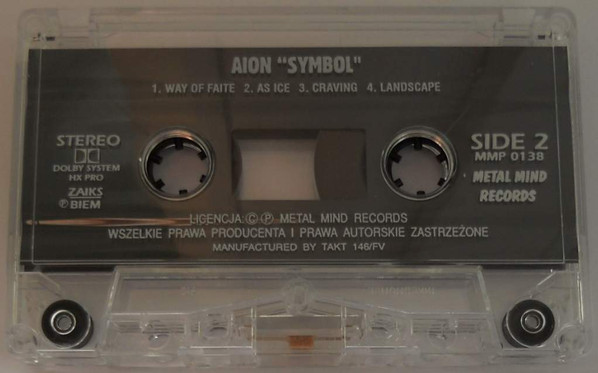 AION "SYMBOL"
1. WAY OF FAITE 2. AS ICE 3. CRAVING 4. LANDSCAPE
STEREO
DOLBY SYSTEM
HX PRO
ZAIKS
Ⓟ BIEM
SIDE 2
MMP 0138
METAL MIND
RECORDS
LICENCJA: © Ⓟ METAL MIND RECORDS
WSZELKIE PRAWA PRODUCENTA I PRAWA AUTORSKIE ZASTRZEŻONE
MANUFACTURED BY TAKT 146/FV